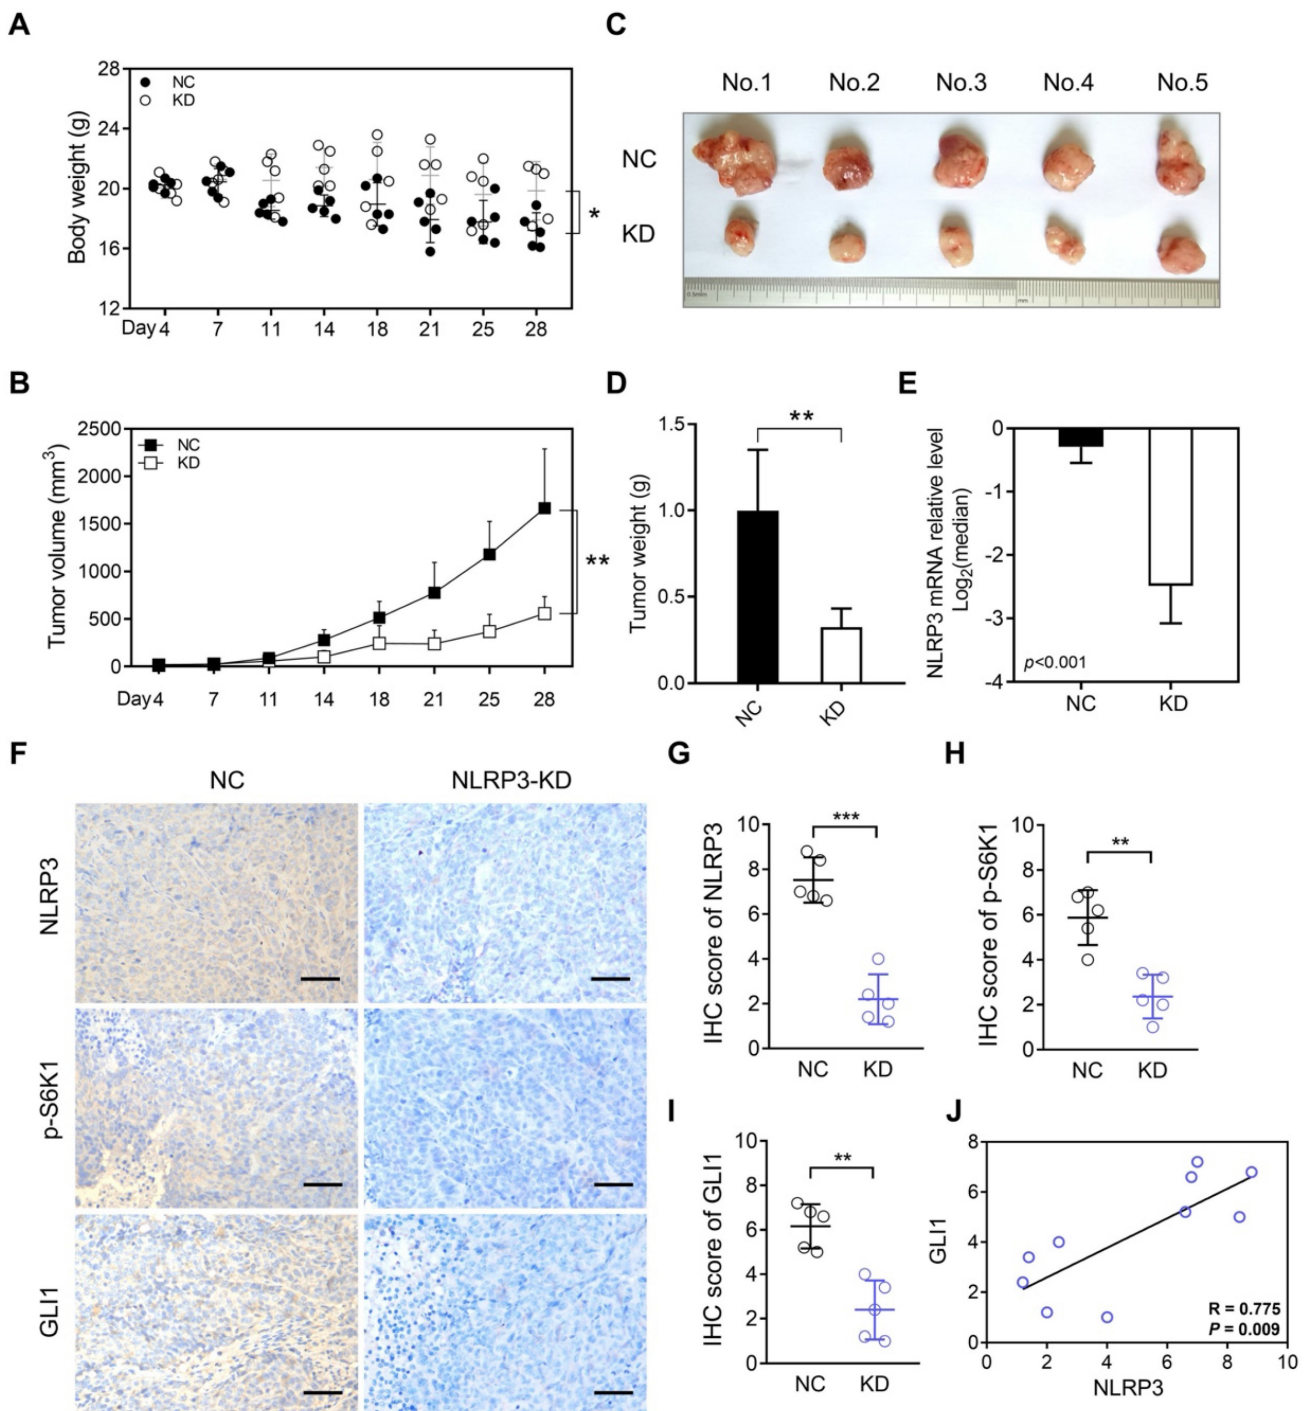 A
28
24
20
16
12
Body weight (g)
NC
KD
*
Day 4 7 11 14 18 21 25 28
C
No.1 No.2 No.3 No.4 No.5
NC
KD
0.5mm
mm
B
2500
2000
1500
1000
500
0
Tumor volume (mm³)
NC
KD
**
Day 4 7 11 14 18 21 25 28
D
1.5
1.0
0.5
0.0
Tumor weight (g)
**
NC KD
E
0
-1
-2
-3
-4
NLRP3 mRNA relative level
Log₂(median)
p<0.001
NC KD
F
NC NLRP3-KD
NLRP3
p-S6K1
GLI1
G
10
8
6
4
2
0
IHC score of NLRP3
***
NC KD
H
10
8
6
4
2
0
IHC score of p-S6K1
**
NC KD
I
10
8
6
4
2
0
IHC score of GLI1
**
NC KD
J
8
6
4
2
0
GLI1
R = 0.775
P = 0.009
0 2 4 6 8 10
NLRP3